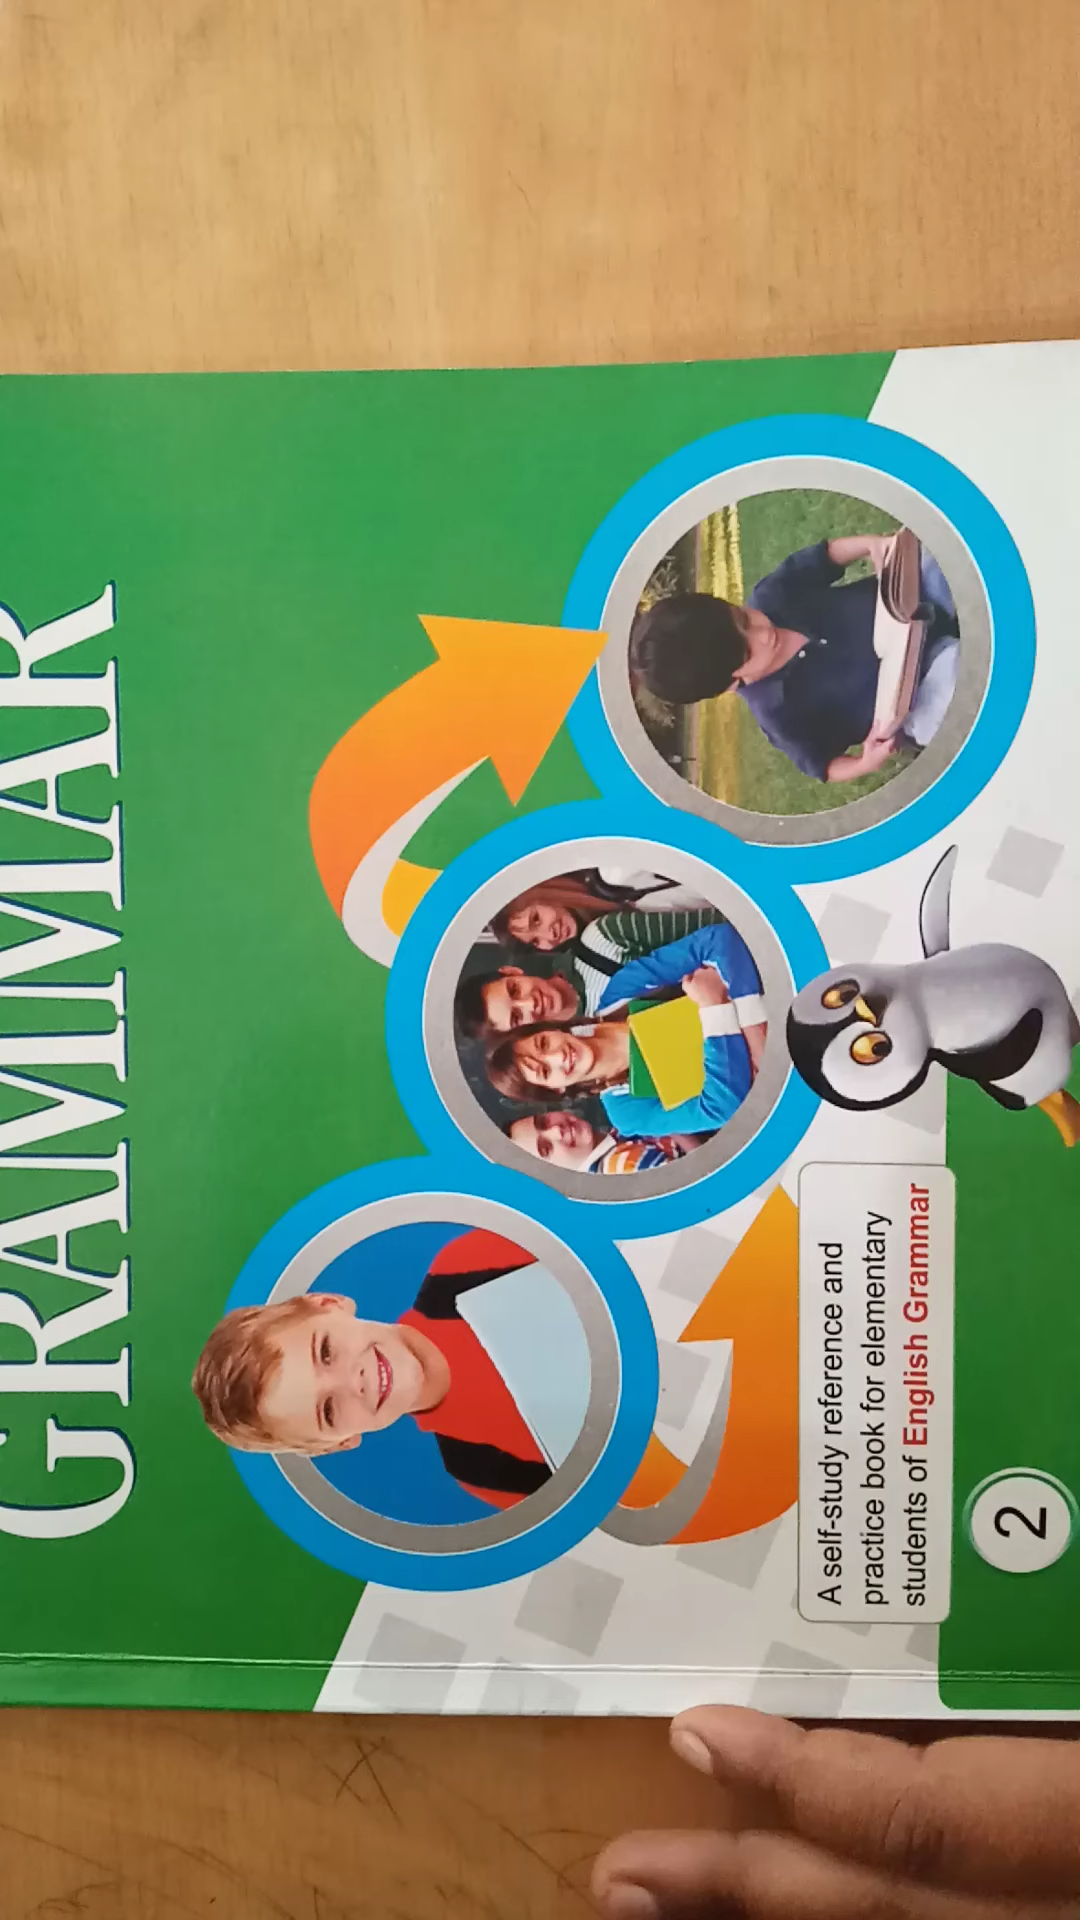 GRAMMAR
A self-study reference and
practice book for elementary
students of English Grammar
2